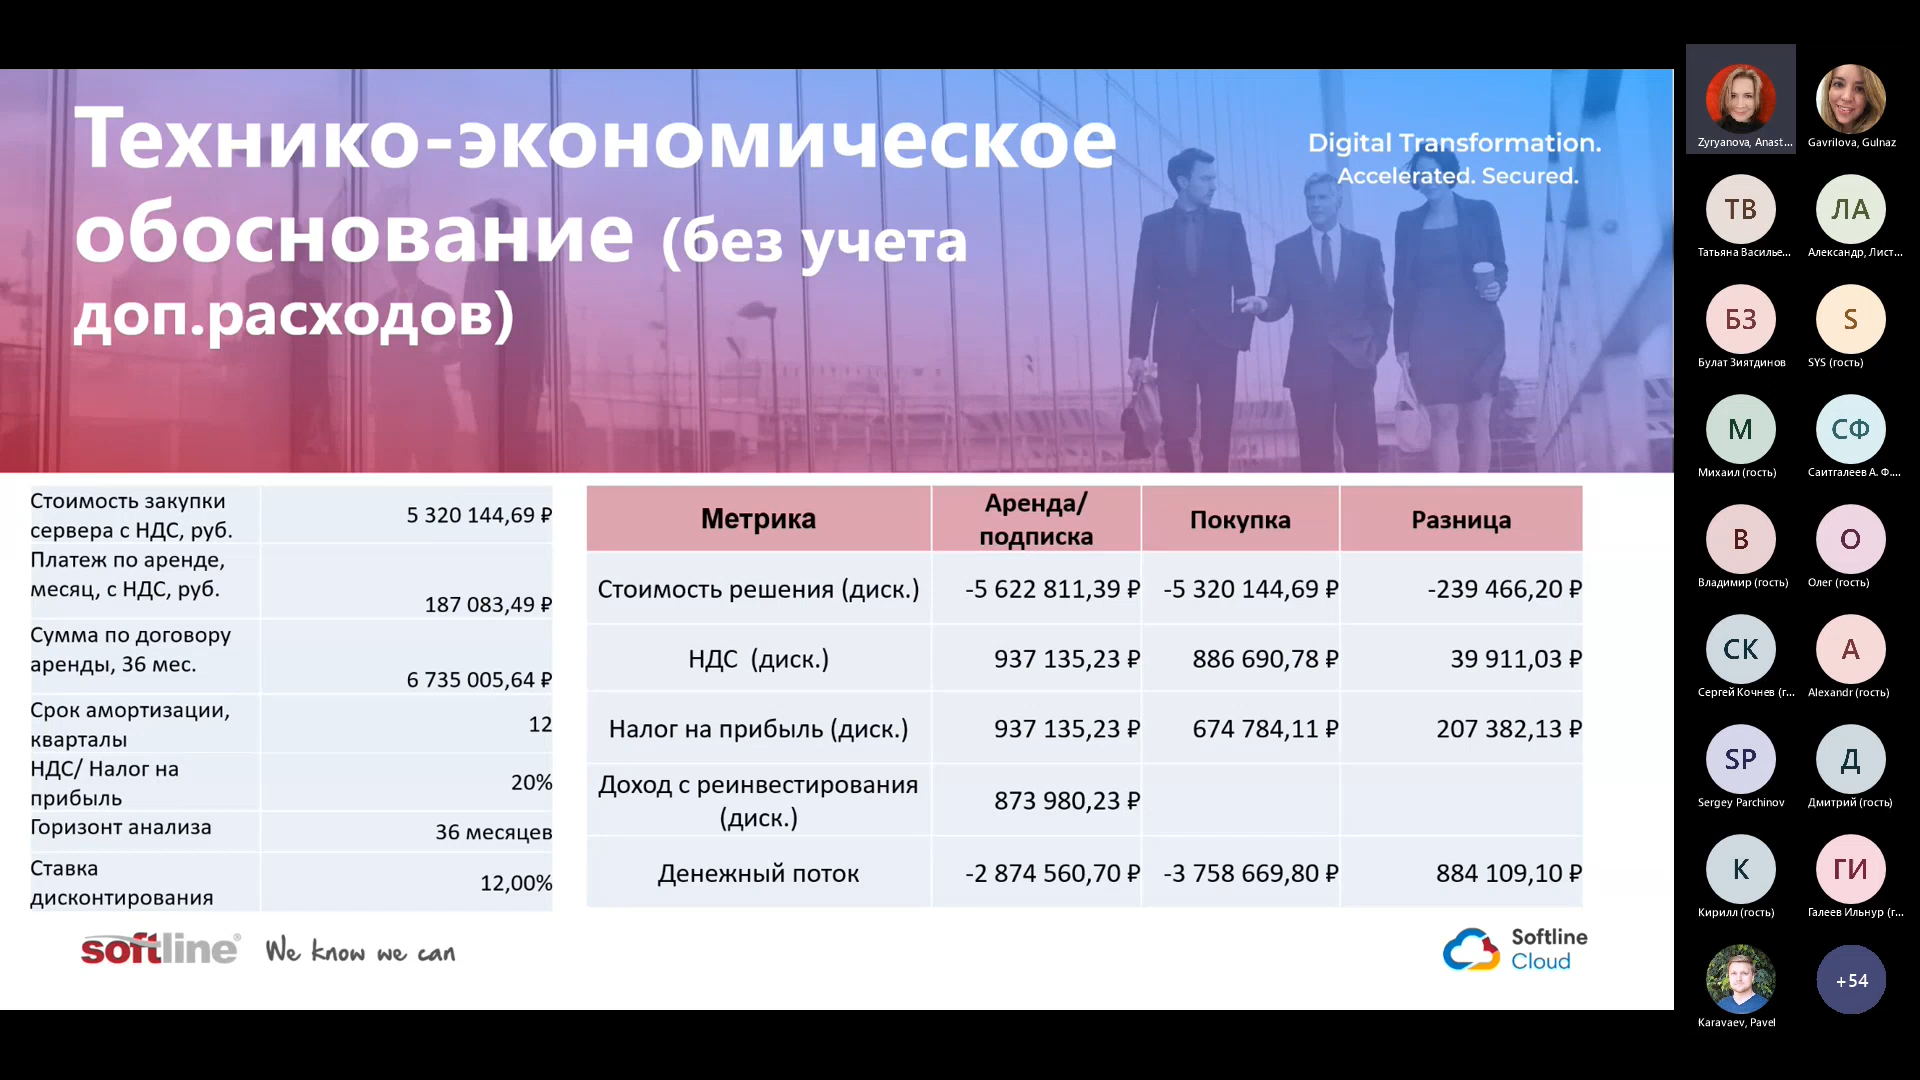 Технико-экономическое
обоснование (без учета
доп.расходов)
Digital Transformation.
Accelerated. Secured.
Стоимость закупки
сервера с НДС, руб.
5 320 144,69 ₽
Платеж по аренде,
месяц, с НДС, руб.
187 083,49 ₽
Сумма по договору
аренды, 36 мес.
6 735 005,64 ₽
Срок амортизации,
кварталы
12
НДС/ Налог на
прибыль
20%
Горизонт анализа
36 месяцев
Ставка
дисконтирования
12,00%
Метрика
Аренда/
подписка
Покупка
Разница
Стоимость решения (диск.)
-5 622 811,39 ₽
-5 320 144,69 ₽
-239 466,20 ₽
НДС (диск.)
937 135,23 ₽
886 690,78 ₽
39 911,03 ₽
Налог на прибыль (диск.)
937 135,23 ₽
674 784,11 ₽
207 382,13 ₽
Доход с реинвестирования
(диск.)
873 980,23 ₽
Денежный поток
-2 874 560,70 ₽
-3 758 669,80 ₽
884 109,10 ₽
softline®
We know we can
Softline
Cloud
Zyryanova, Anast...
Gavrilova, Gulnaz
ТВ
Татьяна Василье...
ЛА
Александр, Лист...
БЗ
Булат Зиятдинов
S
SYS (гость)
М
Михаил (гость)
СФ
Саитгалеев А. Ф....
В
Владимир (гость)
О
Олег (гость)
СК
Сергей Кочнев (г...
A
Alexandr (гость)
SP
Sergey Parchinov
Д
Дмитрий (гость)
К
Кирилл (гость)
ГИ
Галеев Ильнур (г...
Karavaev, Pavel
+54